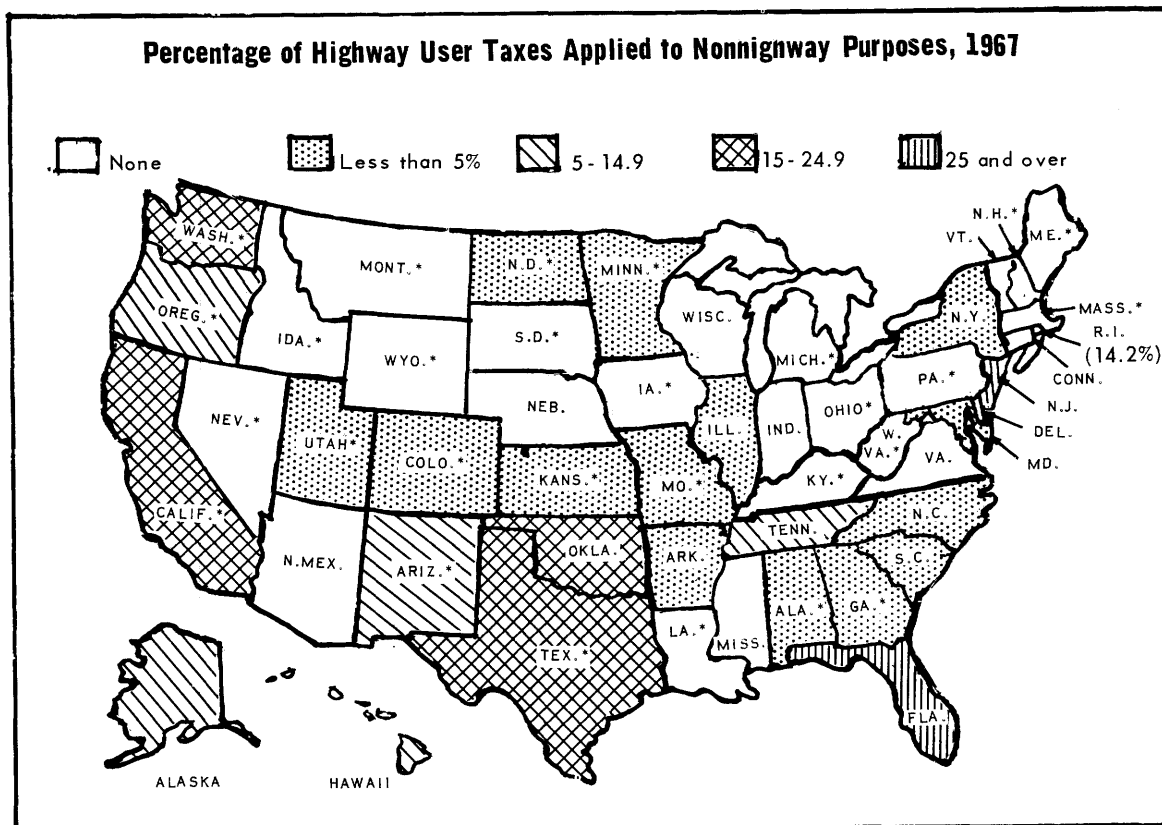 Percentage of Highway User Taxes Applied to Nonnignway Purposes, 1967
None Less than 5% 5-14.9 15-24.9 25 and over
WASH.*
MONT.*
N.D.*
MINN.*
N.H.*
VT.
ME.*
OREG.*
IDA.*
WYO.*
S.D.*
WISC.
MICH.*
N.Y.
MASS.*
R.I.
(14.2%)
CONN.
NEV.*
UTAH*
COLO.*
NEB.
IA.*
ILL.
IND.
OHIO*
PA.*
N.J.
DEL.
MD.
CALIF.*
KANS.*
MO.*
KY.*
W.
VA.*
VA.
N.MEX.
ARIZ.*
OKLA.*
ARK.
TENN.
N.C.
S.C.
TEX.*
LA.*
MISS.
ALA.*
GA.*
FLA.
ALASKA
HAWAII